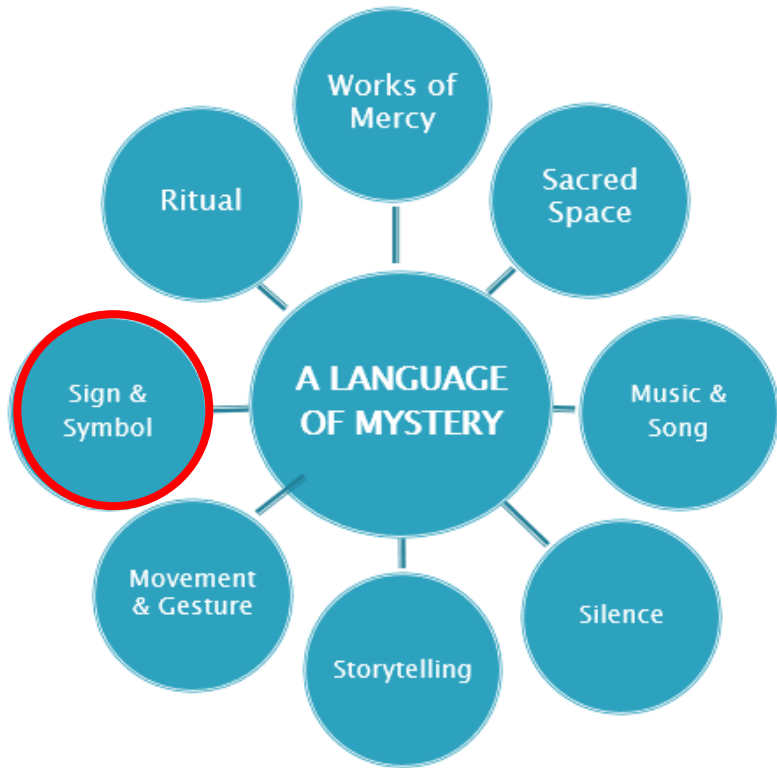 Works of
Mercy
Sacred
Space
Music &
Song
Silence
Storytelling
Movement
& Gesture
Sign &
Symbol
Ritual
A LANGUAGE
OF MYSTERY